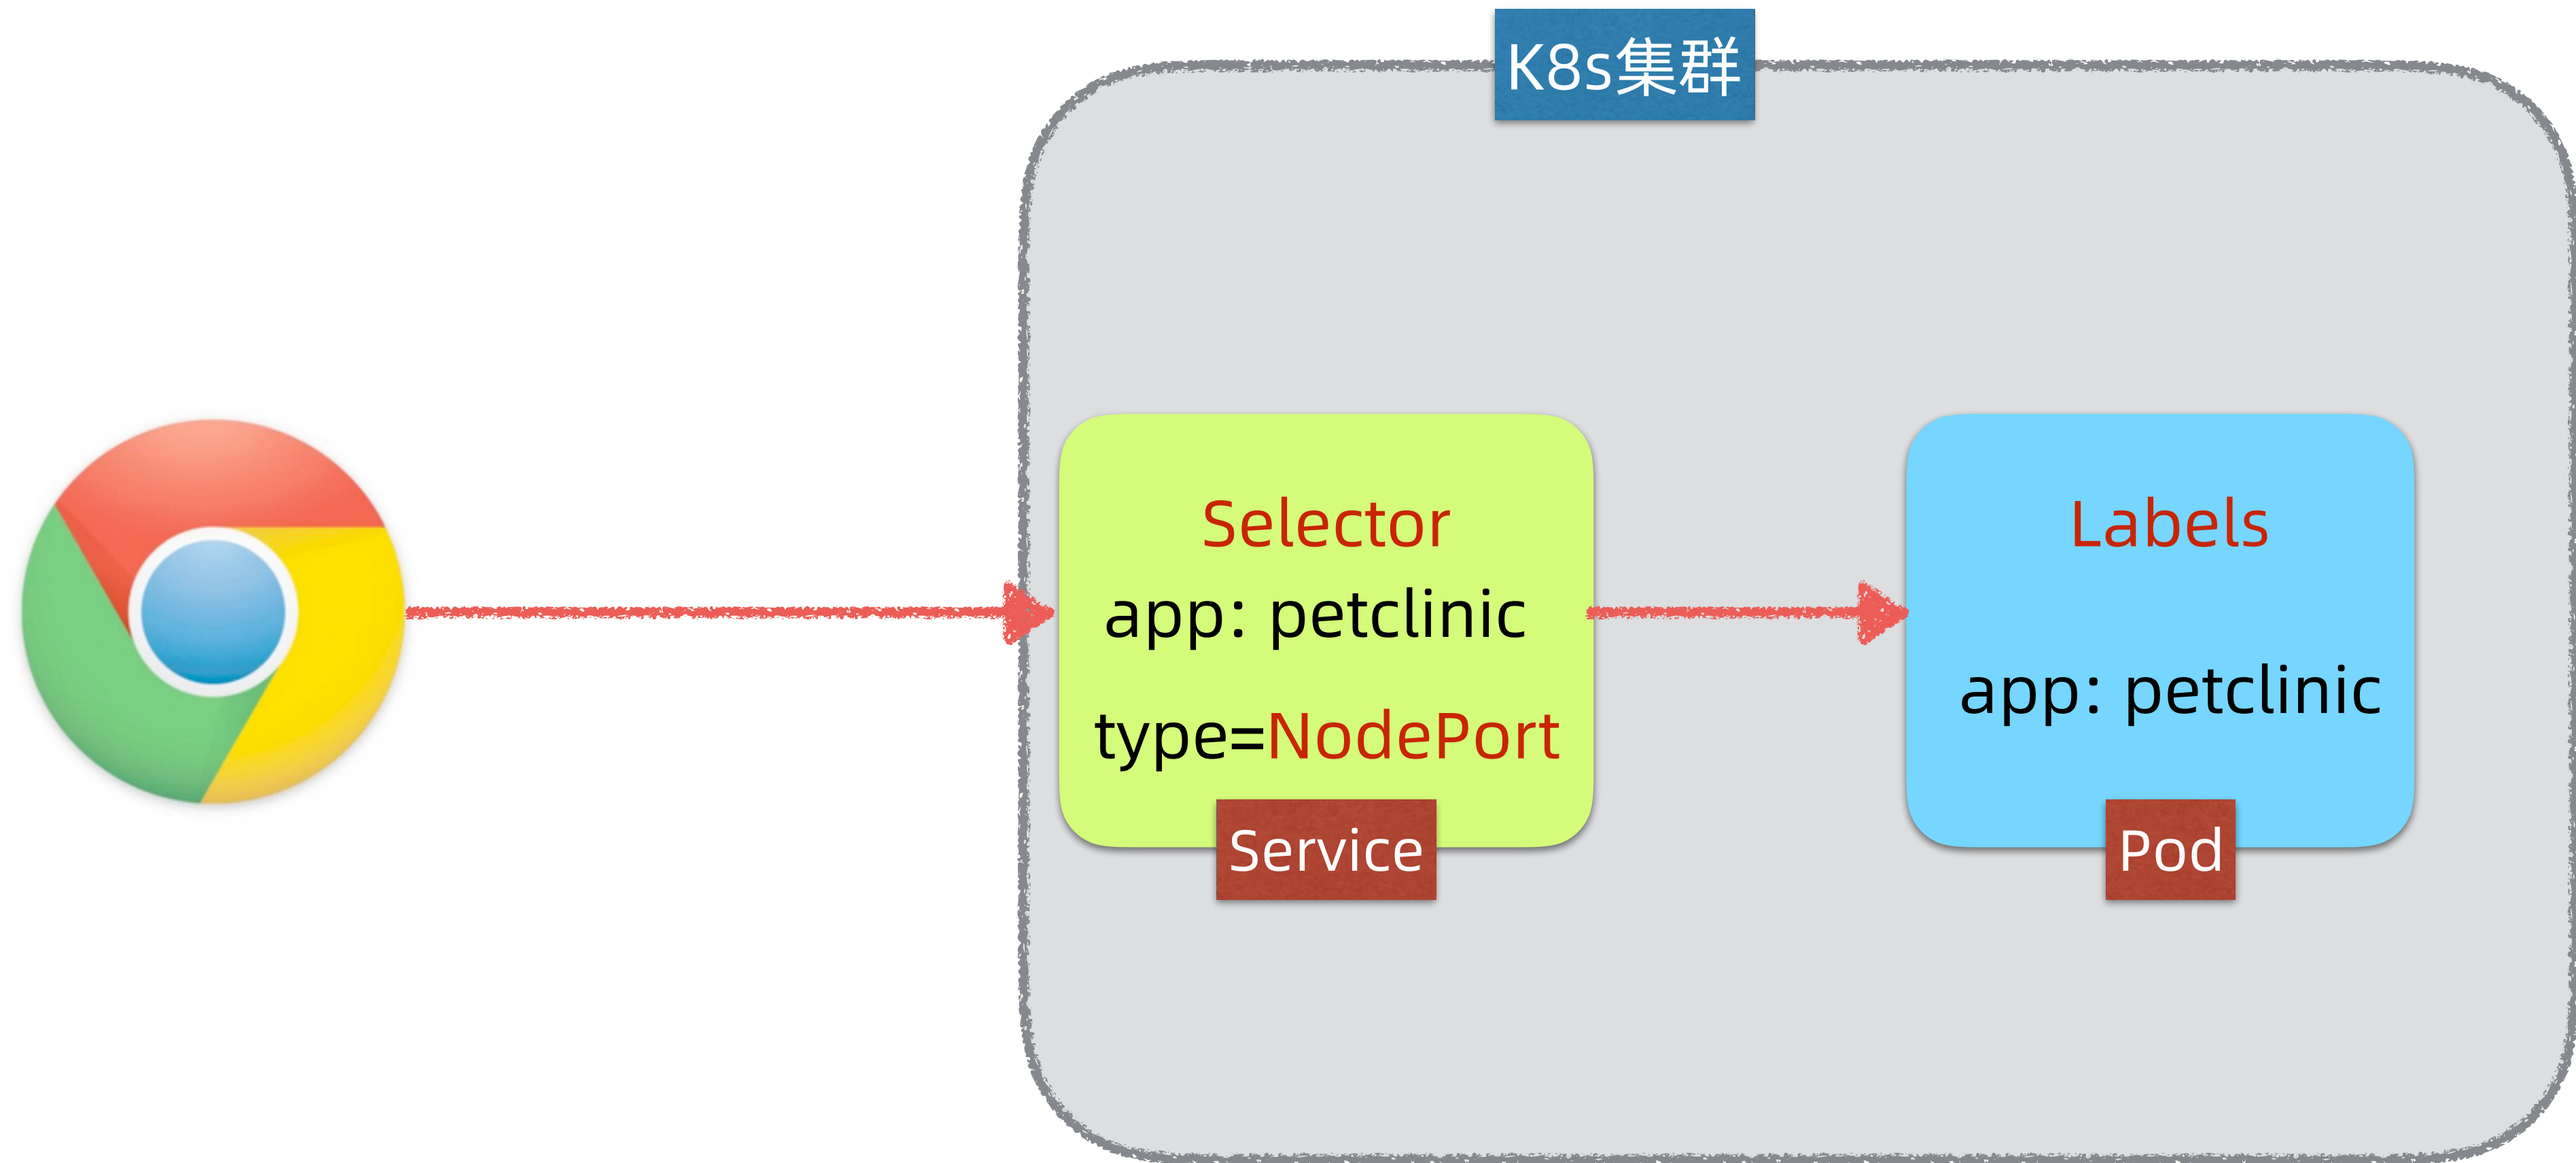 K8s集群
Selector
app: petclinic
type=NodePort
Service
Labels
app: petclinic
Pod